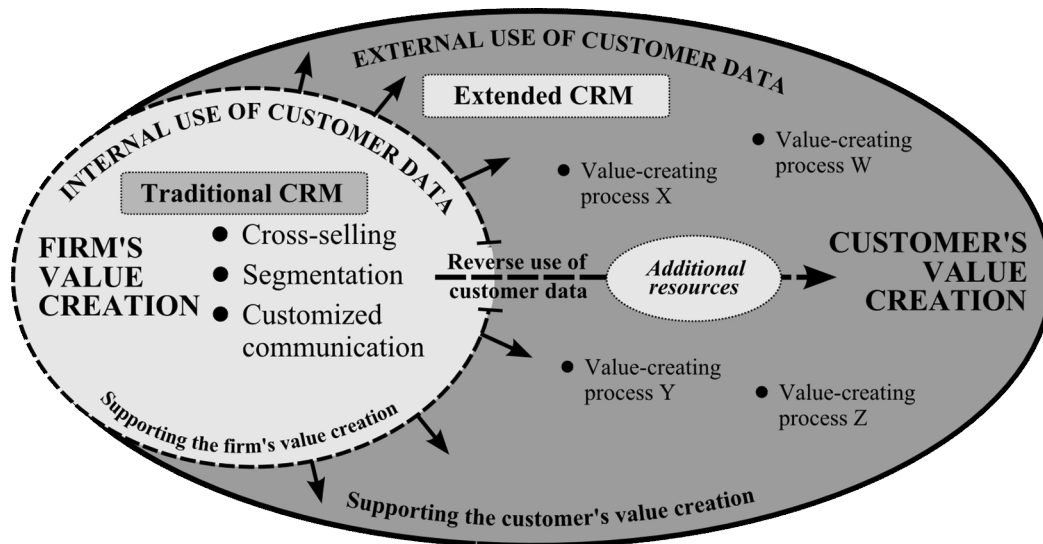 EXTERNAL USE OF CUSTOMER DATA
Extended CRM
INTERNAL USE OF CUSTOMER DATA
Traditional CRM
FIRM'S
VALUE
CREATION
● Cross-selling
● Segmentation
● Customized
communication
Supporting the firm's value creation
Reverse use of
customer data
Additional
resources
● Value-creating
process X
● Value-creating
process W
CUSTOMER'S
VALUE
CREATION
● Value-creating
process Y
● Value-creating
process Z
Supporting the customer's value creation